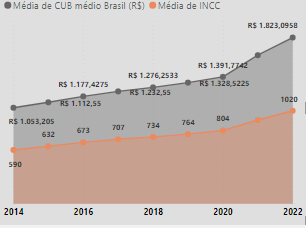 Média de CUB médio Brasil (R$) Média de INCC
R$ 1.823,0958
R$ 1.391,7742
R$ 1.276,2533
R$ 1.177,4275
R$ 1.328,5225
R$ 1.232,55
R$ 1.112,55
R$ 1.053,205
1020
804
764
734
707
673
632
590
2014 2016 2018 2020 2022